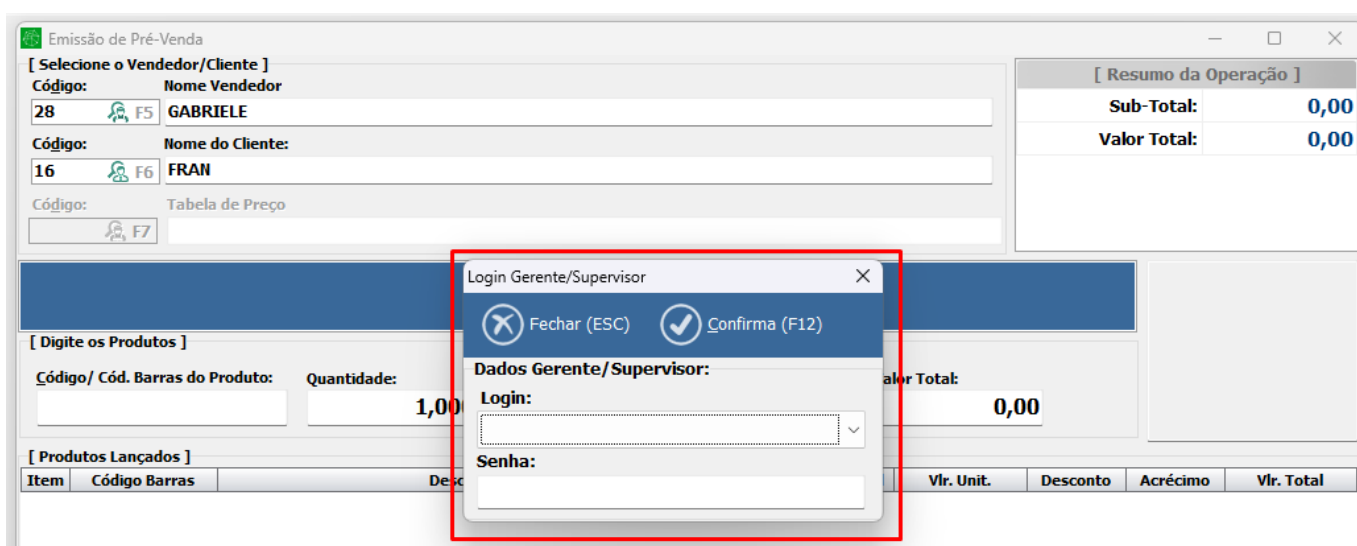 Emissão de Pré-Venda
[ Selecione o Vendedor/Cliente ]
Código: Nome Vendedor
28 F5 GABRIELE
Código: Nome do Cliente:
16 F6 FRAN
Código: Tabela de Preço
F7
[ Resumo da Operação ]
Sub-Total: 0,00
Valor Total: 0,00
Login Gerente/Supervisor
Fechar (ESC) Confirma (F12)
Dados Gerente/Supervisor:
Login:
Senha:
[ Digite os Produtos ]
Código/ Cód. Barras do Produto: Quantidade: Total:
1,00 0,00
[ Produtos Lançados ]
Item Código Barras Vlr. Unit. Desconto Acrécimo Vlr. Total